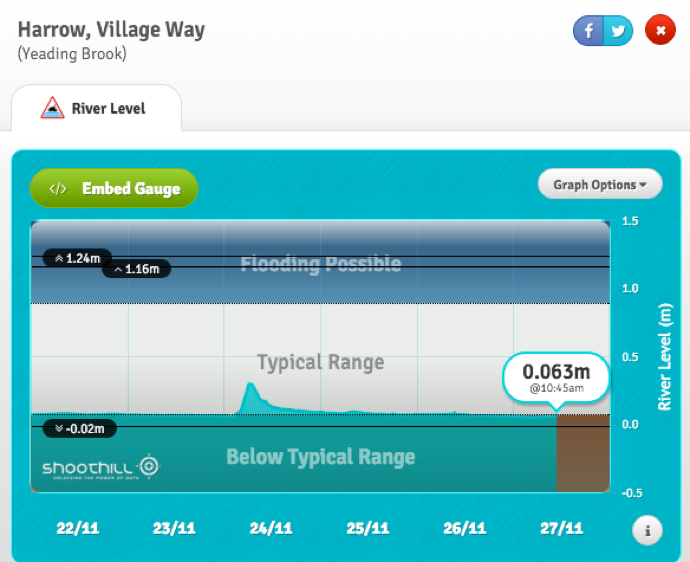 Harrow, Village Way
(Yeading Brook)
f
River Level
</> Embed Gauge
Graph Options
1.5
1.24m
1.16m
Flooding Possible
1.0
River Level (m)
Typical Range
0.5
0.063m
@10:45am
0.0
-0.02m
Below Typical Range
shoothill
UNLOCKING THE POWER OF DATA
-0.5
22/11 23/11 24/11 25/11 26/11 27/11
i